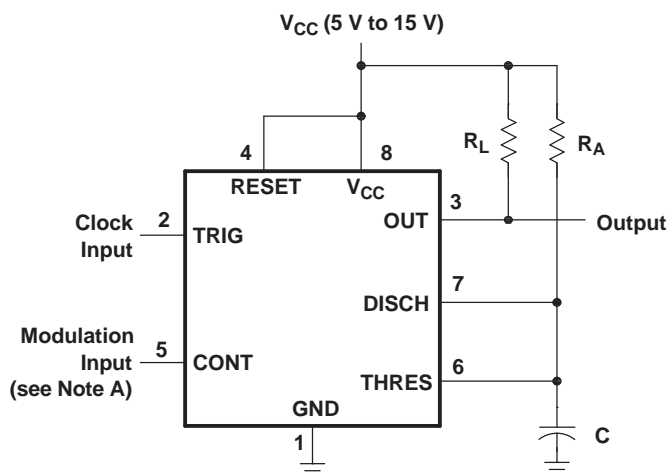 VCC (5 V to 15 V)
RL
RA
4
8
RESET
VCC
3
OUT
Output
Clock
Input
2
TRIG
7
DISCH
Modulation
Input
(see Note A)
5
CONT
6
THRES
GND
1
C